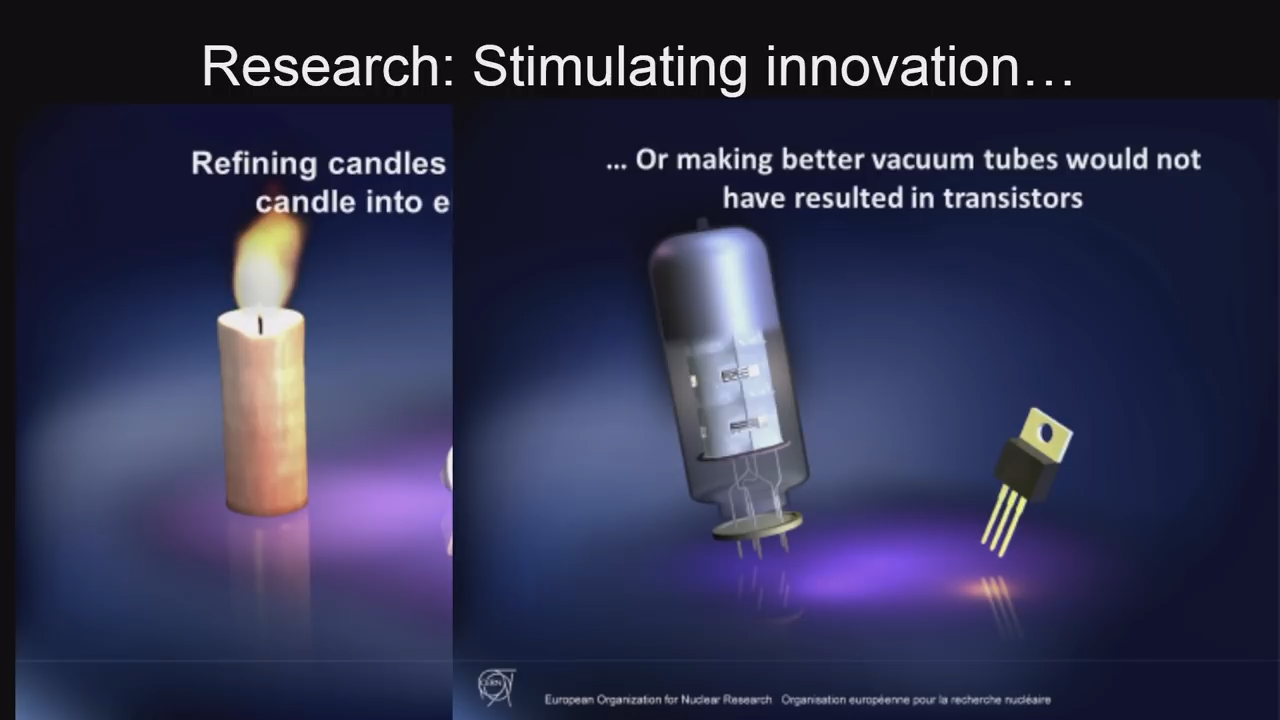 Research: Stimulating innovation…
Refining candles
candle into e
... Or making better vacuum tubes would not
have resulted in transistors
CERN
European Organization for Nuclear Research Organisation européenne pour la recherche nucléaire